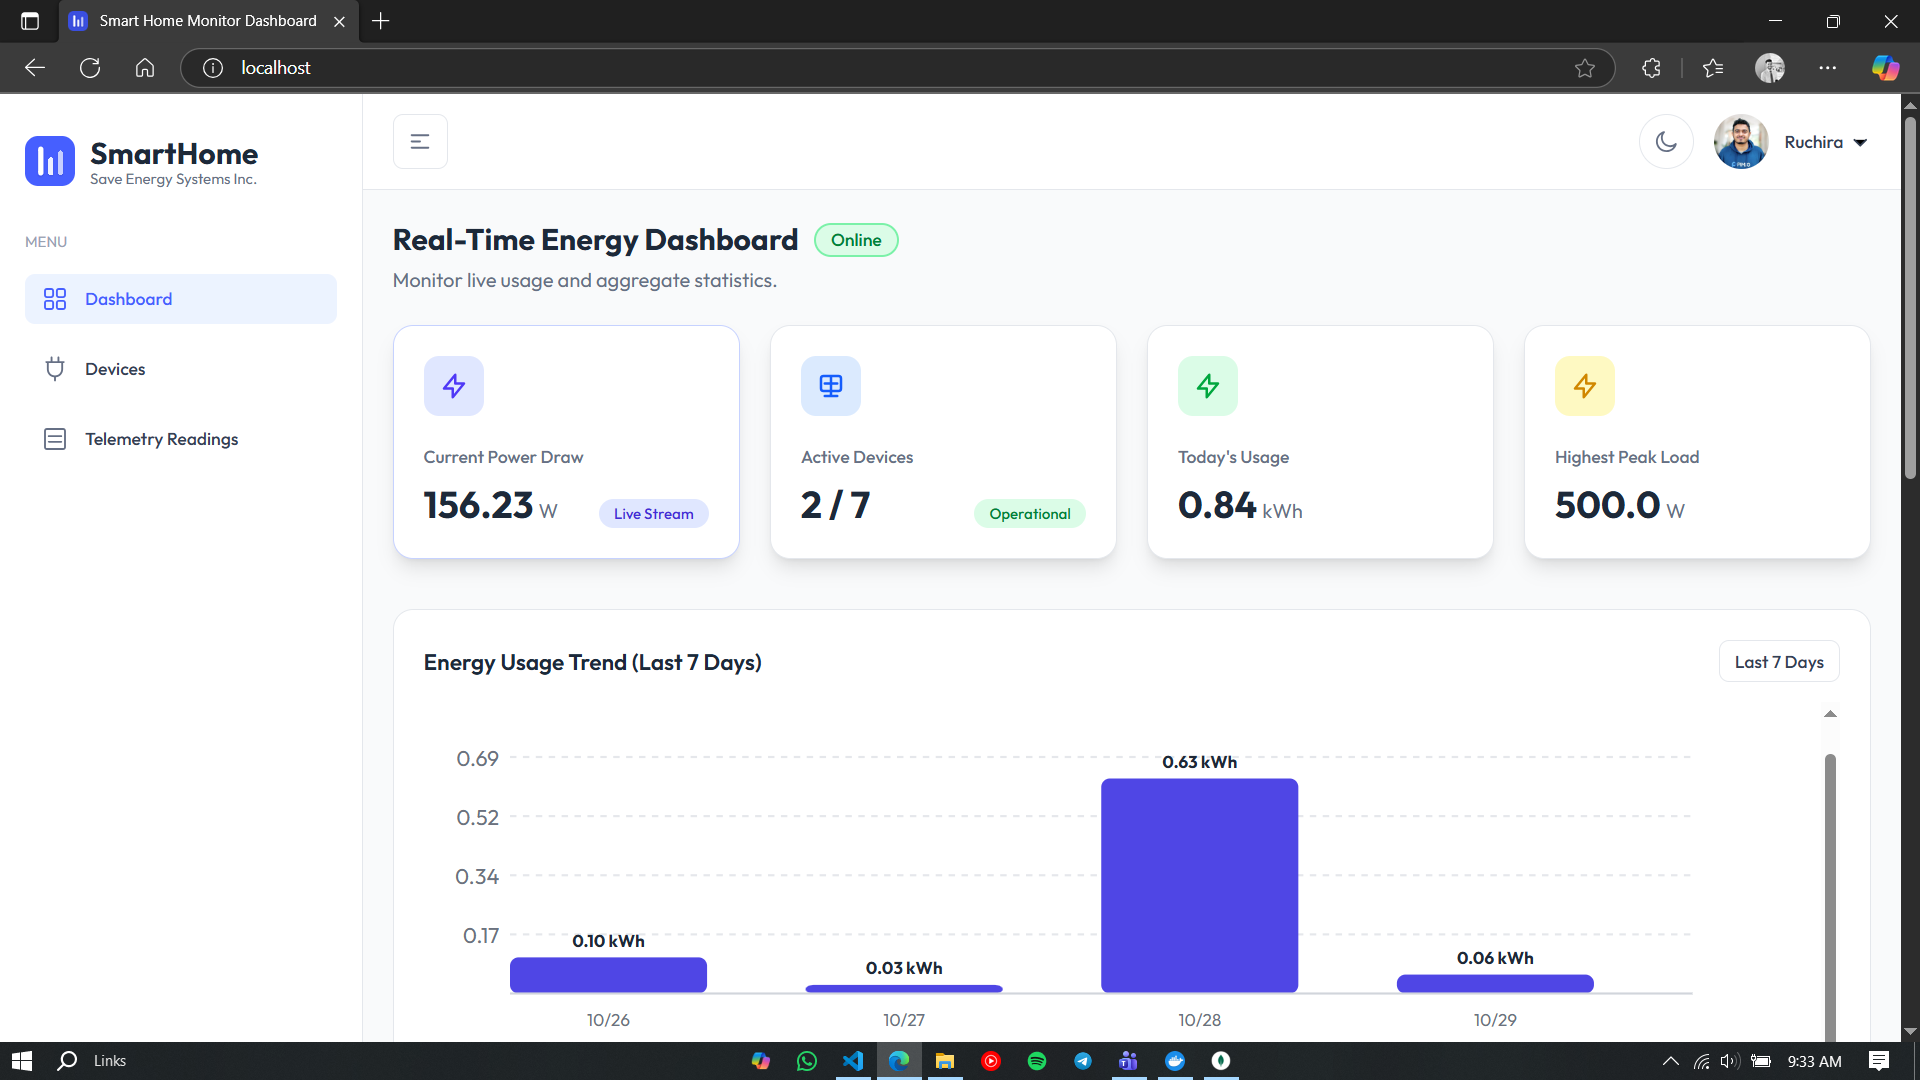 Smart Home Monitor Dashboard
localhost
SmartHome
Save Energy Systems Inc.
MENU
Dashboard
Devices
Telemetry Readings
Ruchira
Real-Time Energy Dashboard
Online
Monitor live usage and aggregate statistics.
Current Power Draw
156.23 W
Live Stream
Active Devices
2 / 7
Operational
Today's Usage
0.84 kWh
Highest Peak Load
500.0 W
Energy Usage Trend (Last 7 Days)
Last 7 Days
0.69
0.52
0.34
0.17
0.10 kWh
0.03 kWh
0.63 kWh
0.06 kWh
10/26
10/27
10/28
10/29
Links
9:33 AM